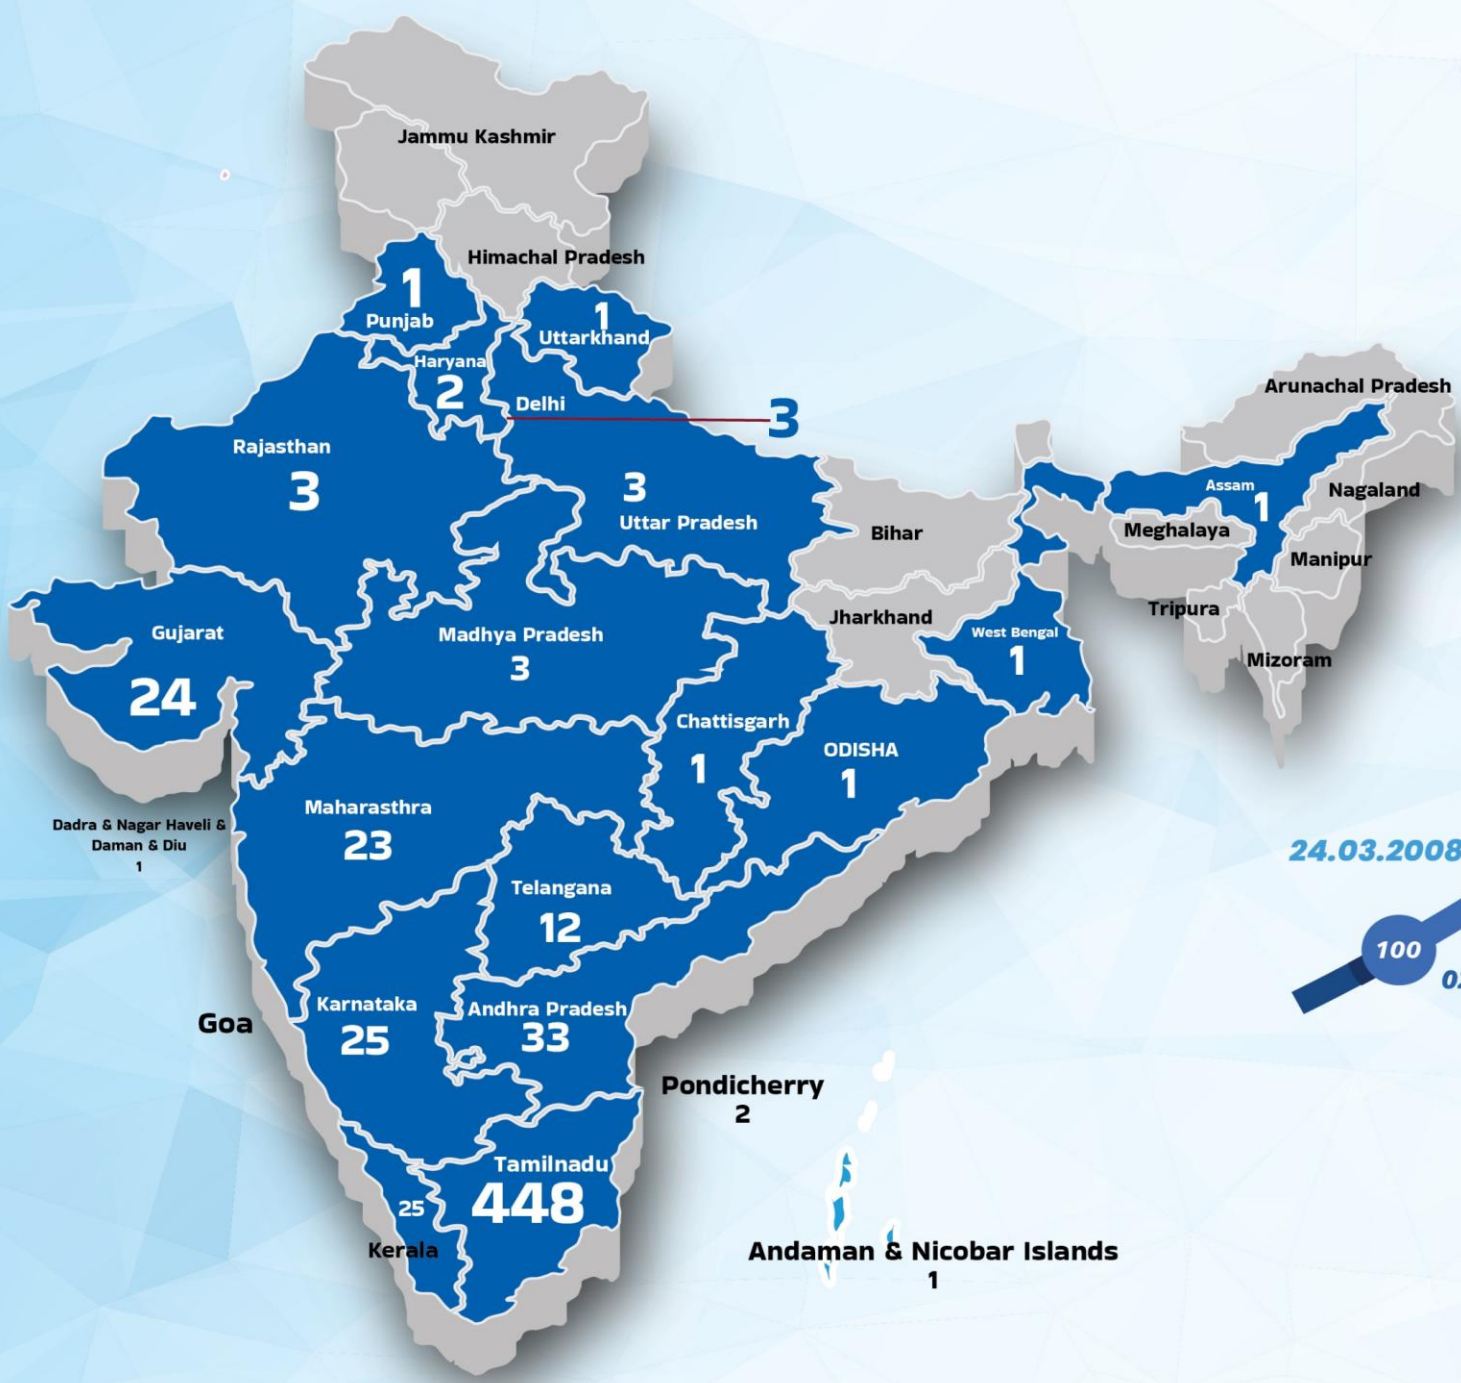 Jammu Kashmir
Himachal Pradesh
1
Punjab
1
Uttarkhand
Haryana
2
Delhi
3
Arunachal Pradesh
Rajasthan
3
3
Uttar Pradesh
Assam
1
Nagaland
Bihar
Meghalaya
Manipur
Tripura
Mizoram
Jharkhand
Gujarat
24
Madhya Pradesh
3
West Bengal
1
Chattisgarh
1
ODISHA
1
Maharasthra
23
Dadra & Nagar Haveli &
Daman & Diu
1
24.03.2008
Telangana
12
100
Karnataka
25
Andhra Pradesh
33
Goa
Pondicherry
2
Tamilnadu
448
25
Kerala
Andaman & Nicobar Islands
1